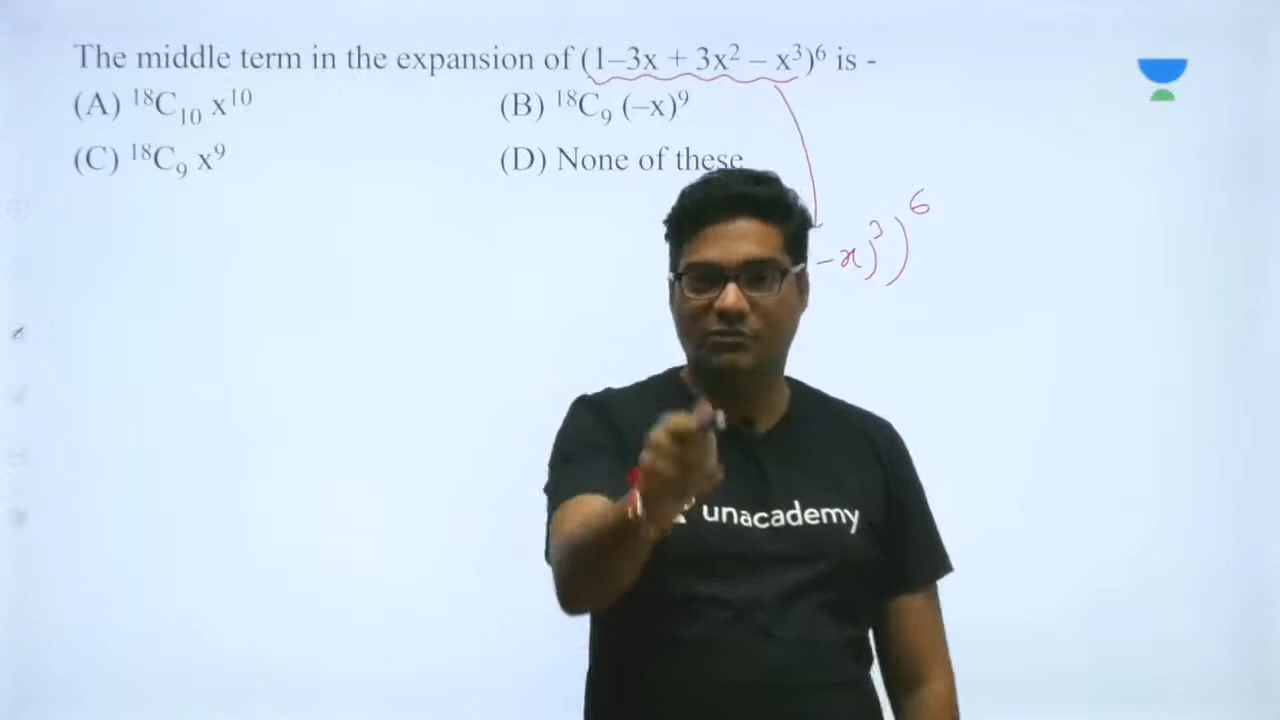 The middle term in the expansion of (1–3x + 3x² – x³)⁶ is -
(A) ¹⁸C₁₀ x¹⁰
(B) ¹⁸C₉ (–x)⁹
(C) ¹⁸C₉ x⁹
(D) None of these
-x)³)⁶
unacademy